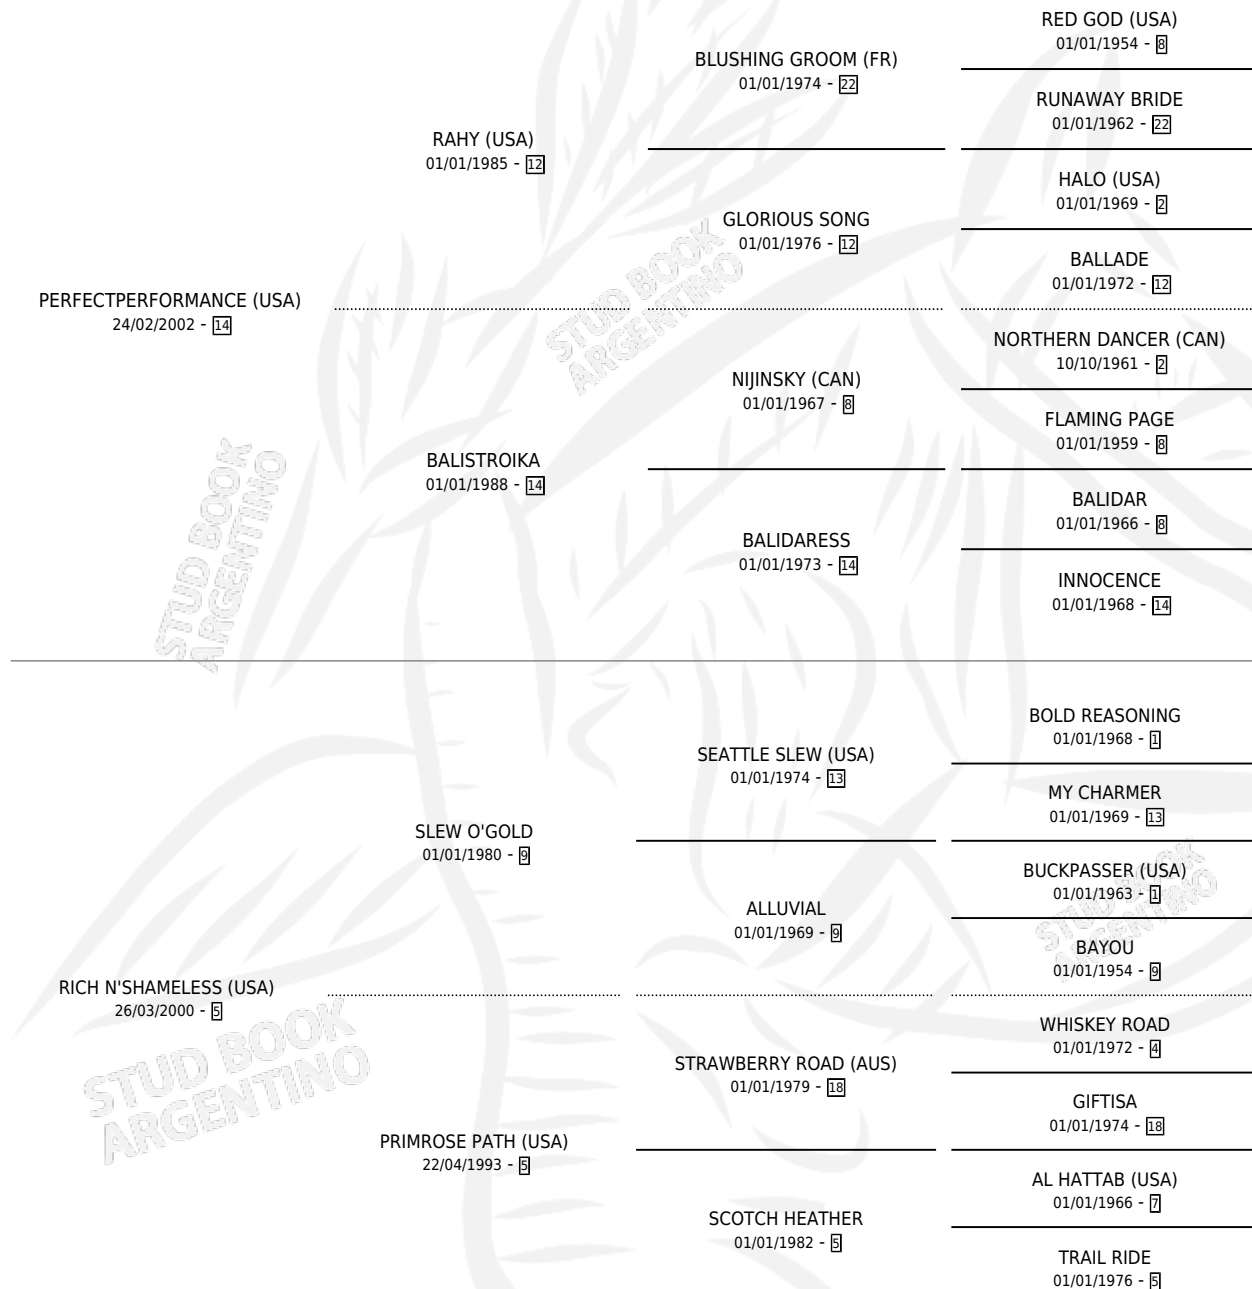 RED GOD (USA)
01/01/1954 - 8
BLUSHING GROOM (FR)
01/01/1974 - 22
RUNAWAY BRIDE
01/01/1962 - 22
RAHY (USA)
01/01/1985 - 12
HALO (USA)
01/01/1969 - 2
GLORIOUS SONG
01/01/1976 - 12
BALLADE
01/01/1972 - 12
PERFECTPERFORMANCE (USA)
24/02/2002 - 14
STUD BOOK
ARGENTINO
NORTHERN DANCER (CAN)
10/10/1961 - 2
NIJINSKY (CAN)
01/01/1967 - 8
FLAMING PAGE
01/01/1959 - 8
BALISTROIKA
01/01/1988 - 14
BALIDAR
01/01/1966 - 8
BALIDARESS
01/01/1973 - 14
INNOCENCE
01/01/1968 - 14
STUD BOOK
ARGENTINO
BOLD REASONING
01/01/1968 - 1
SEATTLE SLEW (USA)
01/01/1974 - 13
MY CHARMER
01/01/1969 - 13
SLEW O'GOLD
01/01/1980 - 9
BUCKPASSER (USA)
01/01/1963 - 1
ALLUVIAL
01/01/1969 - 9
BAYOU
01/01/1954 - 9
STUD BOOK
ARGENTINO
RICH N'SHAMELESS (USA)
26/03/2000 - 5
WHISKEY ROAD
01/01/1972 - 4
STRAWBERRY ROAD (AUS)
01/01/1979 - 18
GIFTISA
01/01/1974 - 18
STUD BOOK
ARGENTINO
PRIMROSE PATH (USA)
22/04/1993 - 5
AL HATTAB (USA)
01/01/1966 - 7
SCOTCH HEATHER
01/01/1982 - 5
TRAIL RIDE
01/01/1976 - 5